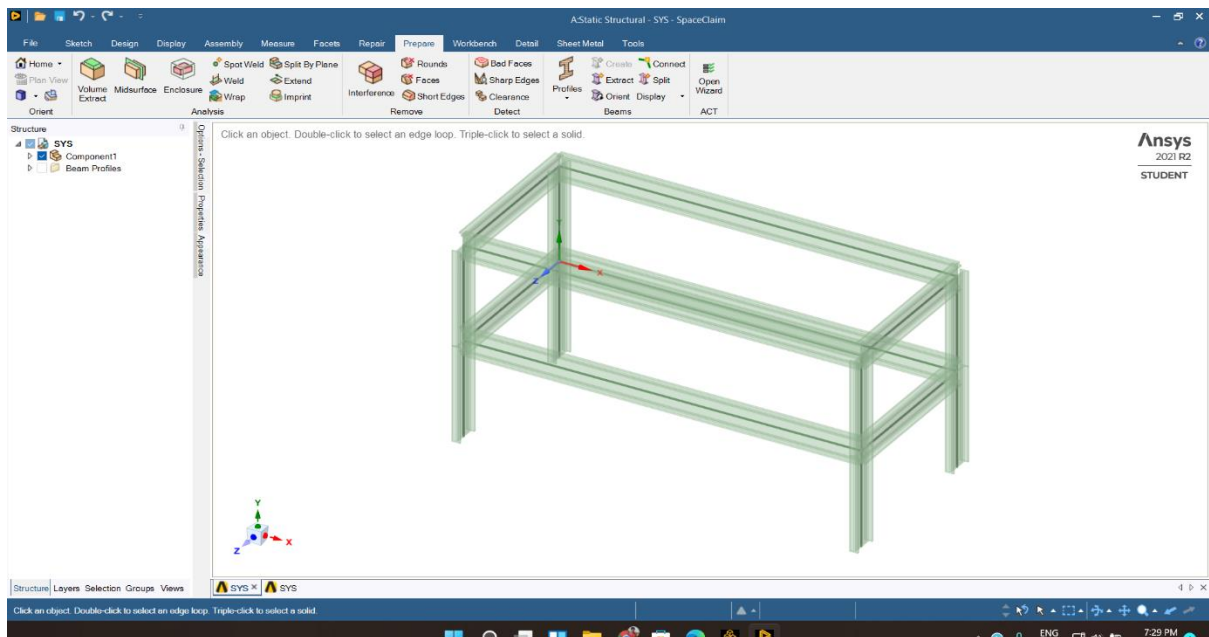 A:Static Structural - SYS - SpaceClaim
File Sketch Design Display Assembly Measure Facets Repair Prepare Workbench Detail Sheet Metal Tools
Home
Plan View
Orient
Volume Extract
Midsurface
Enclosure
Spot Weld
Split By Plane
Weld
Extend
Wrap
Imprint
Analysis
Interference
Rounds
Faces
Short Edges
Remove
Bad Faces
Sharp Edges
Clearance
Detect
Profiles
Create
Connect
Extract
Split
Orient
Display
Beams
Open Wizard
ACT
Structure
SYS
Component1
Beam Profiles
Options - Selection
Properties
Appearance
Click an object. Double-click to select an edge loop. Triple-click to select a solid.
Ansys
2021 R2
STUDENT
Y
X
Z
Y
X
Z
Structure Layers Selection Groups Views
SYS
SYS
Click an object. Double-click to select an edge loop. Triple-click to select a solid.
ENG
7:29 PM